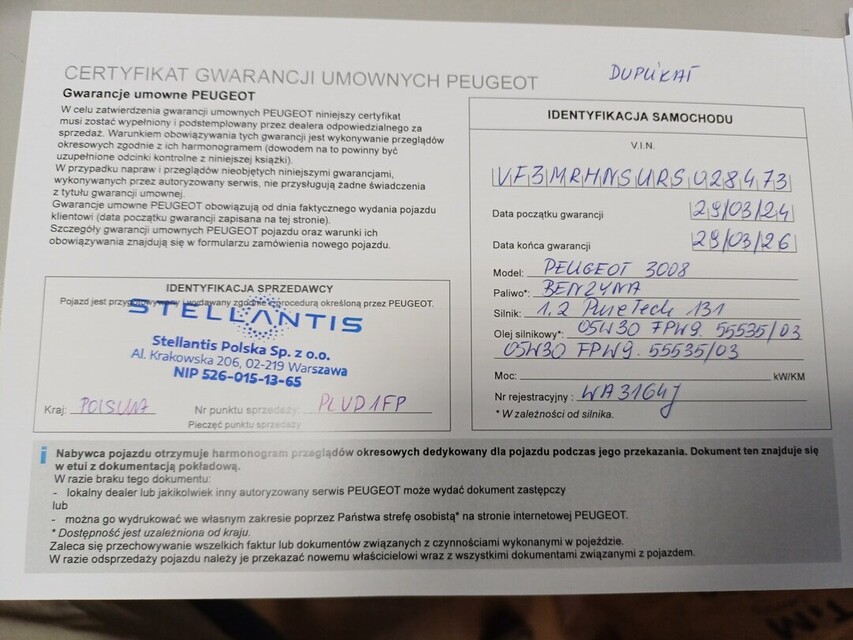 DUPLIKAT
CERTYFIKAT GWARANCJI UMOWNYCH PEUGEOT
Gwarancje umowne PEUGEOT
W celu zatwierdzenia gwarancji umownych PEUGEOT niniejszy certyfikat
musi zostać wypełniony i podstemplowany przez dealera odpowiedzialnego za
sprzedaż. Warunkiem obowiązywania tych gwarancji jest wykonywanie przeglądów
okresowych zgodnie z ich harmonogramem (dowodem na to powinny być
uzupełnione odcinki kontrolne z niniejszej książki).
W przypadku napraw i przeglądów nieobjętych niniejszymi gwarancjami,
wykonywanych przez autoryzowany serwis, nie przysługują żadne świadczenia
z tytułu gwarancji umownej.
Gwarancje umowne PEUGEOT obowiązują od dnia faktycznego wydania pojazdu
klientowi (data początku gwarancji zapisana na tej stronie).
Szczegóły gwarancji umownych PEUGEOT pojazdu oraz warunki ich
obowiązywania znajdują się w formularzu zamówienia nowego pojazdu.
IDENTYFIKACJA SPRZEDAWCY
Pojazd jest przygotowywany i wydawany zgodnie z procedurą określoną przez PEUGEOT.
STELLANTIS
Stellantis Polska Sp. z o.o.
Al. Krakowska 206, 02-219 Warszawa
NIP 526-015-13-65
Kraj: POLSKA Nr punktu sprzedaży: PLVD1FP
Pieczęć punktu sprzedaży
IDENTYFIKACJA SAMOCHODU
V.I.N.
VF3MRHNSURS028473
Data początku gwarancji 29/03/24
Data końca gwarancji 29/03/26
Model: PEUGEOT 3008
Paliwo*: BENZYNA
Silnik: 1.2 PureTech 131
Olej silnikowy*: 05W30 FPW9.55535/03
05W30 FPW9.55535/03
Moc: kW/KM
Nr rejestracyjny : WA3164J
* W zależności od silnika.
i Nabywca pojazdu otrzymuje harmonogram przeglądów okresowych dedykowany dla pojazdu podczas jego przekazania. Dokument ten znajduje się
w etui z dokumentacją pokładową.
W razie braku tego dokumentu:
- lokalny dealer lub jakikolwiek inny autoryzowany serwis PEUGEOT może wydać dokument zastępczy
lub
- można go wydrukować we własnym zakresie poprzez Państwa strefę osobistą* na stronie internetowej PEUGEOT.
* Dostępność jest uzależniona od kraju.
Zaleca się przechowywanie wszelkich faktur lub dokumentów związanych z czynnościami wykonanymi w pojeździe.
W razie odsprzedaży pojazdu należy je przekazać nowemu właścicielowi wraz z wszystkimi dokumentami związanymi z pojazdem.